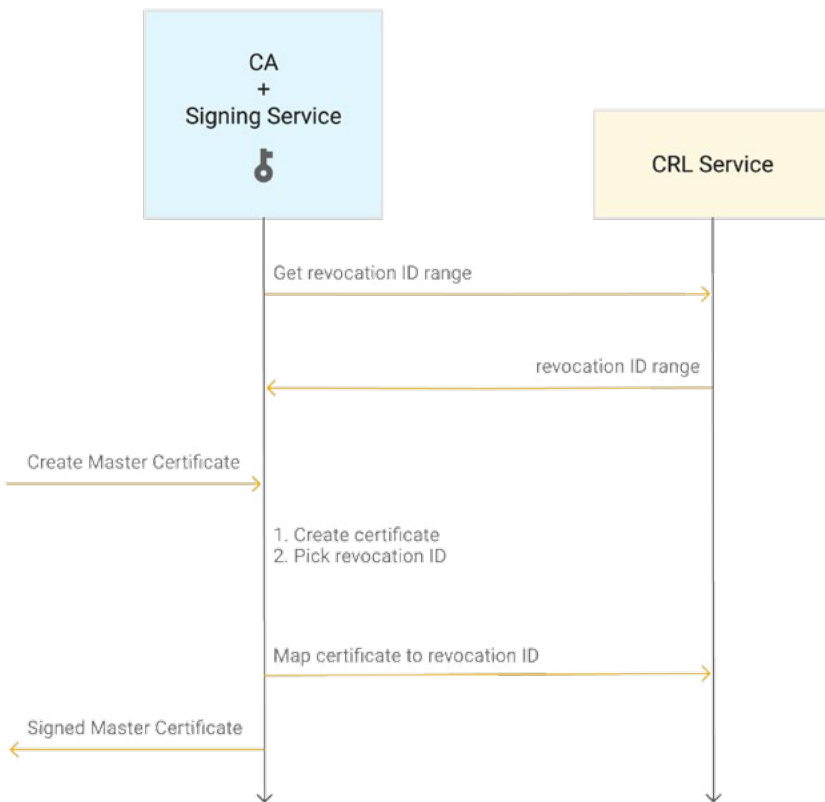 CA
+
Signing Service
CRL Service
Get revocation ID range
revocation ID range
Create Master Certificate
1. Create certificate
2. Pick revocation ID
Map certificate to revocation ID
Signed Master Certificate